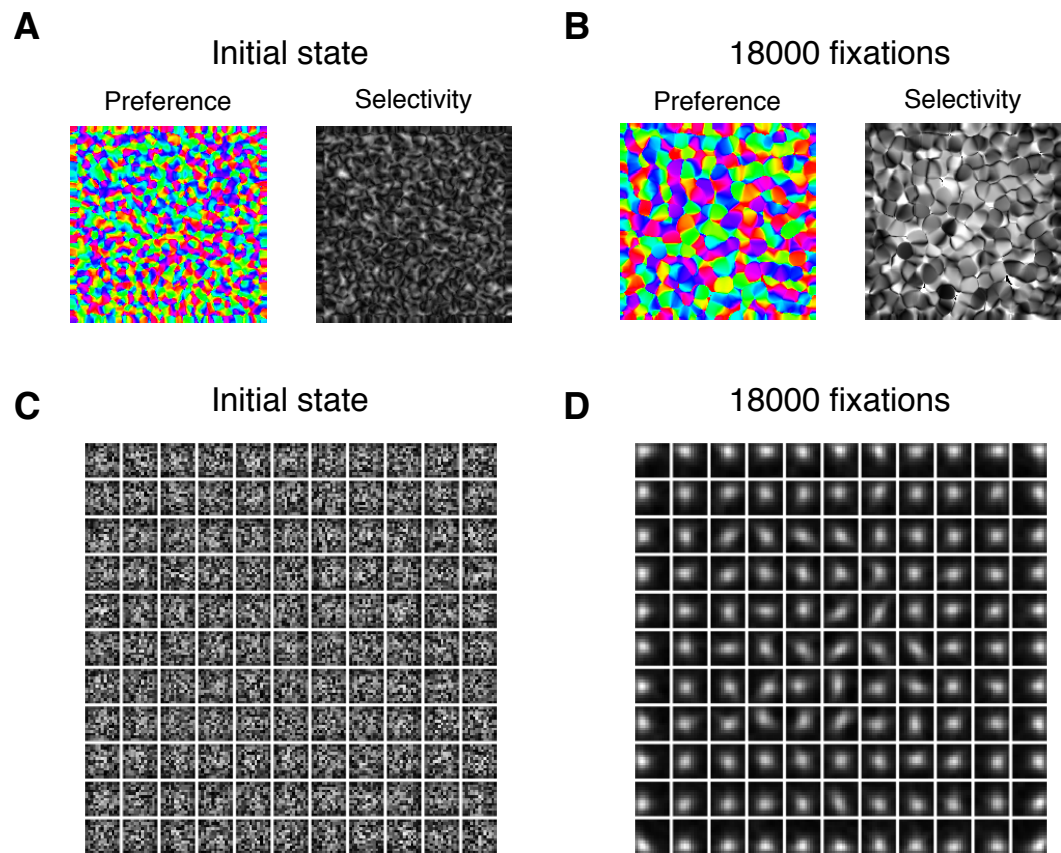 A
Initial state
Preference
Selectivity
B
18000 fixations
Preference
Selectivity
C
Initial state
D
18000 fixations